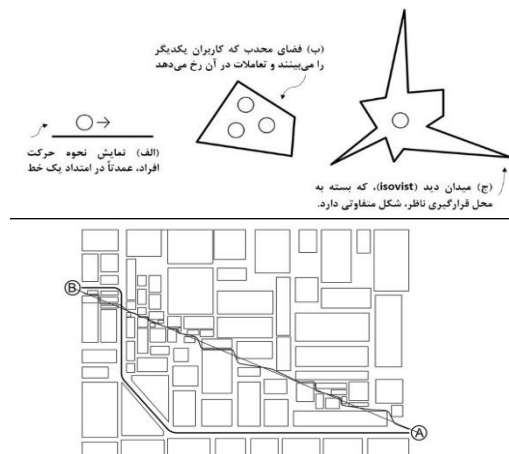 (ب) فضای محدب که کاربران یکدیگر
را می‌بینند و تعاملات در آن رخ می‌دهد
(الف) نمایش نحوه حرکت
افراد، عمدتاً در امتداد یک خط
(ج) میدان دید (isovist)، که بسته به
محل قرارگیری ناظر، شکل متفاوتی دارد.
B
A